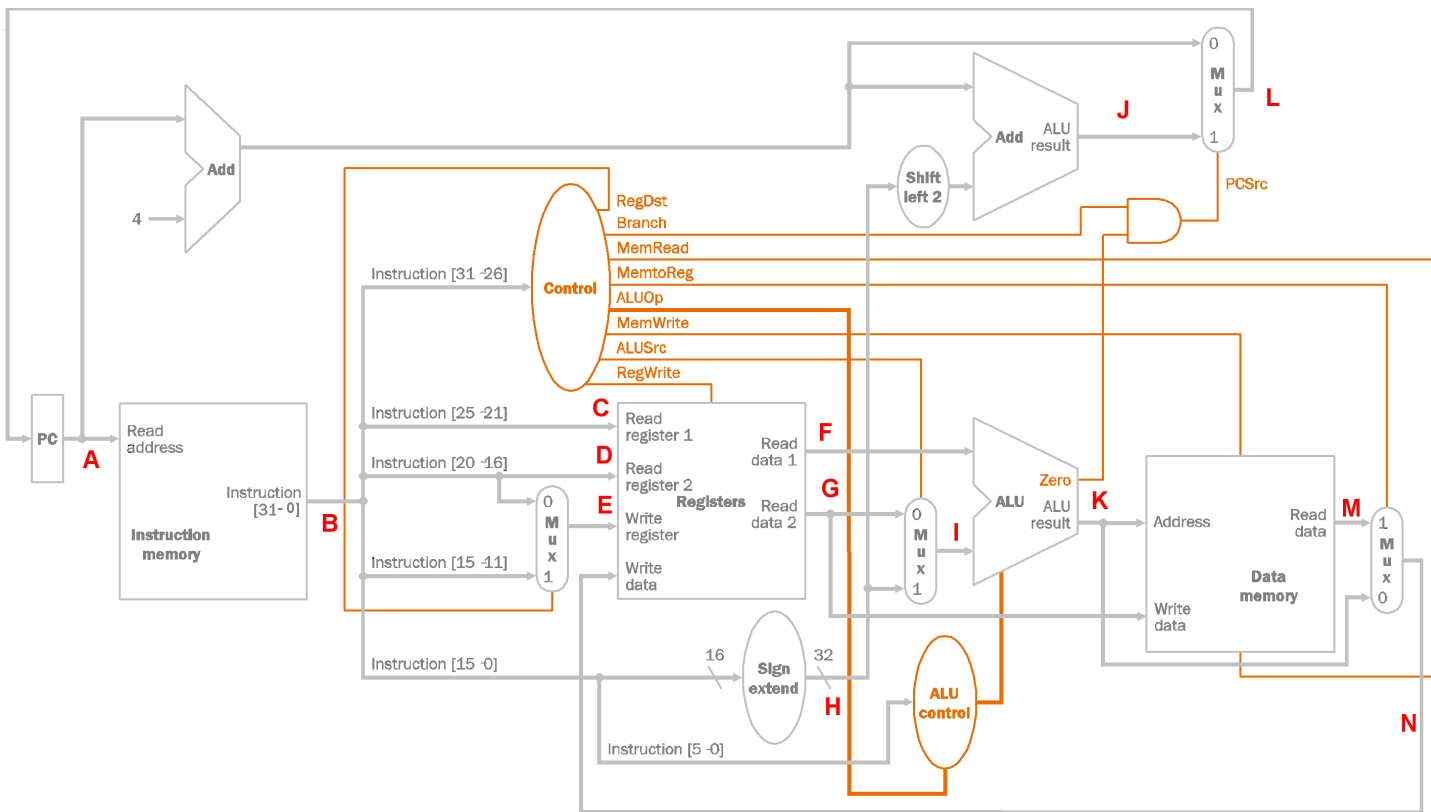 0
M
u
x
1
L
J
Add
ALU
result
Add
4
Shift
left 2
PCSrc
RegDst
Branch
MemRead
MemtoReg
ALUOp
MemWrite
ALUSrc
RegWrite
Control
Instruction [31-26]
PC
A
Read
address
Instruction
[31-0]
Instruction
memory
B
Instruction [25-21]
C
Instruction [20-16]
D
0
M
u
x
1
E
Instruction [15-11]
Read
register 1
Read
register 2
Write
register
Write
data
Registers
Read
data 1
Read
data 2
F
G
0
M
u
x
1
I
Zero
ALU
ALU
result
K
Address
Read
data
Data
memory
Write
data
M
1
M
u
x
0
Instruction [15-0]
16
Sign
extend
32
H
ALU
control
Instruction [5-0]
N